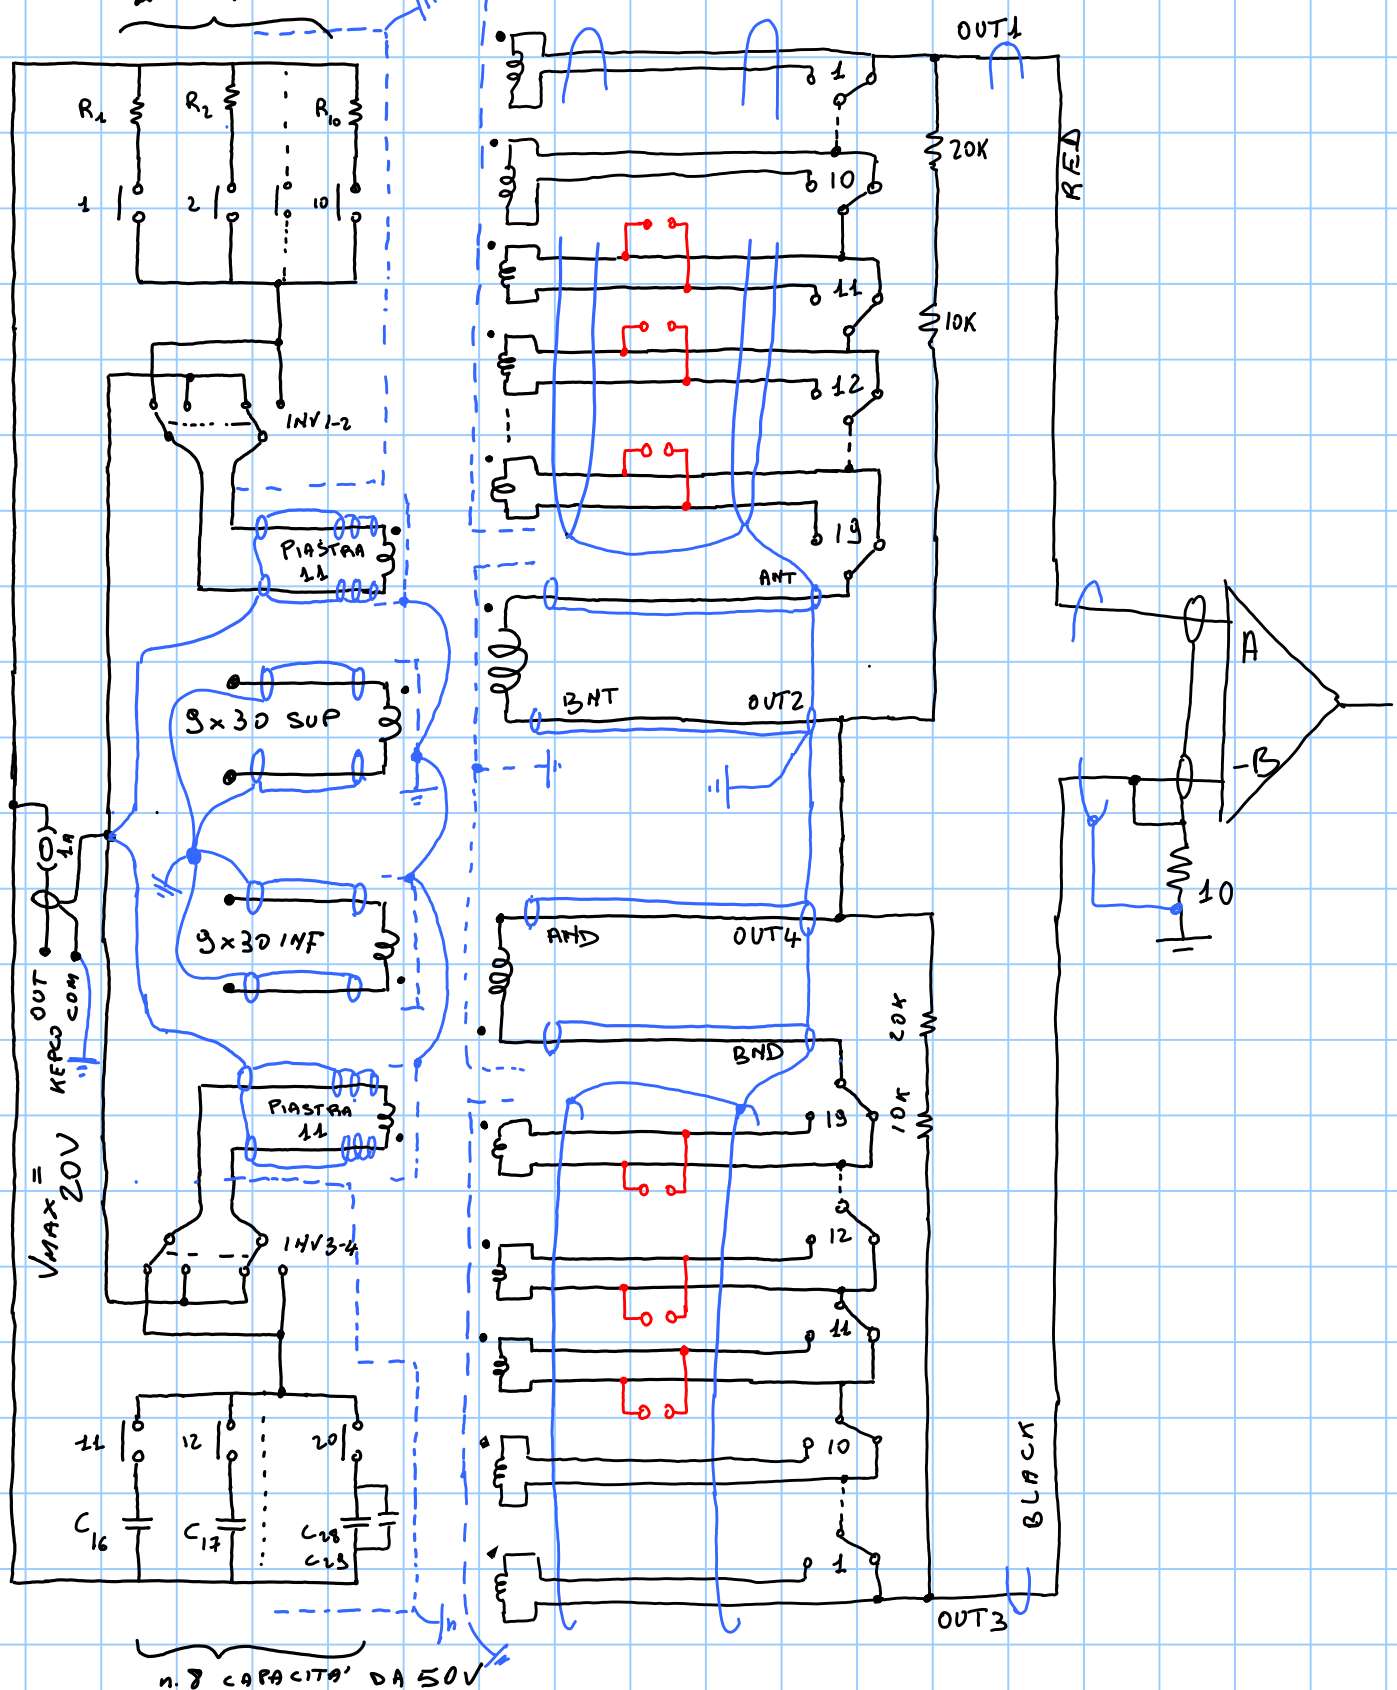 OUT1
R1 R2 R10
1
20K
RED
1 2 10
10
11
10K
12
INV1-2
19
PIASTRA
11
ANT
A
BNT OUT2
9x30 SUP
-B
1A
10
AND OUT4
9x30 INF
OUT COM
KEPCO
20K
BND
10K
PIASTRA
11
19
VMAX =
20V
12
INV3-4
11
11 12 20
10
BLACK
C16 C17 C28
C29
1
OUT3
n. 8 CAPACITA' DA 50V